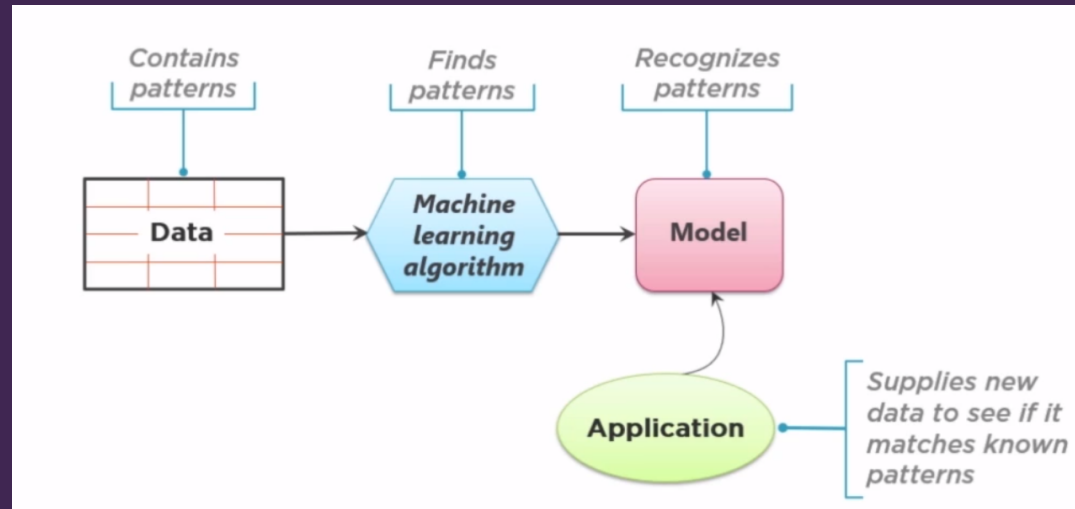 Contains
patterns
Finds
patterns
Recognizes
patterns
Data
Machine
learning
algorithm
Model
Application
Supplies new
data to see if it
matches known
patterns